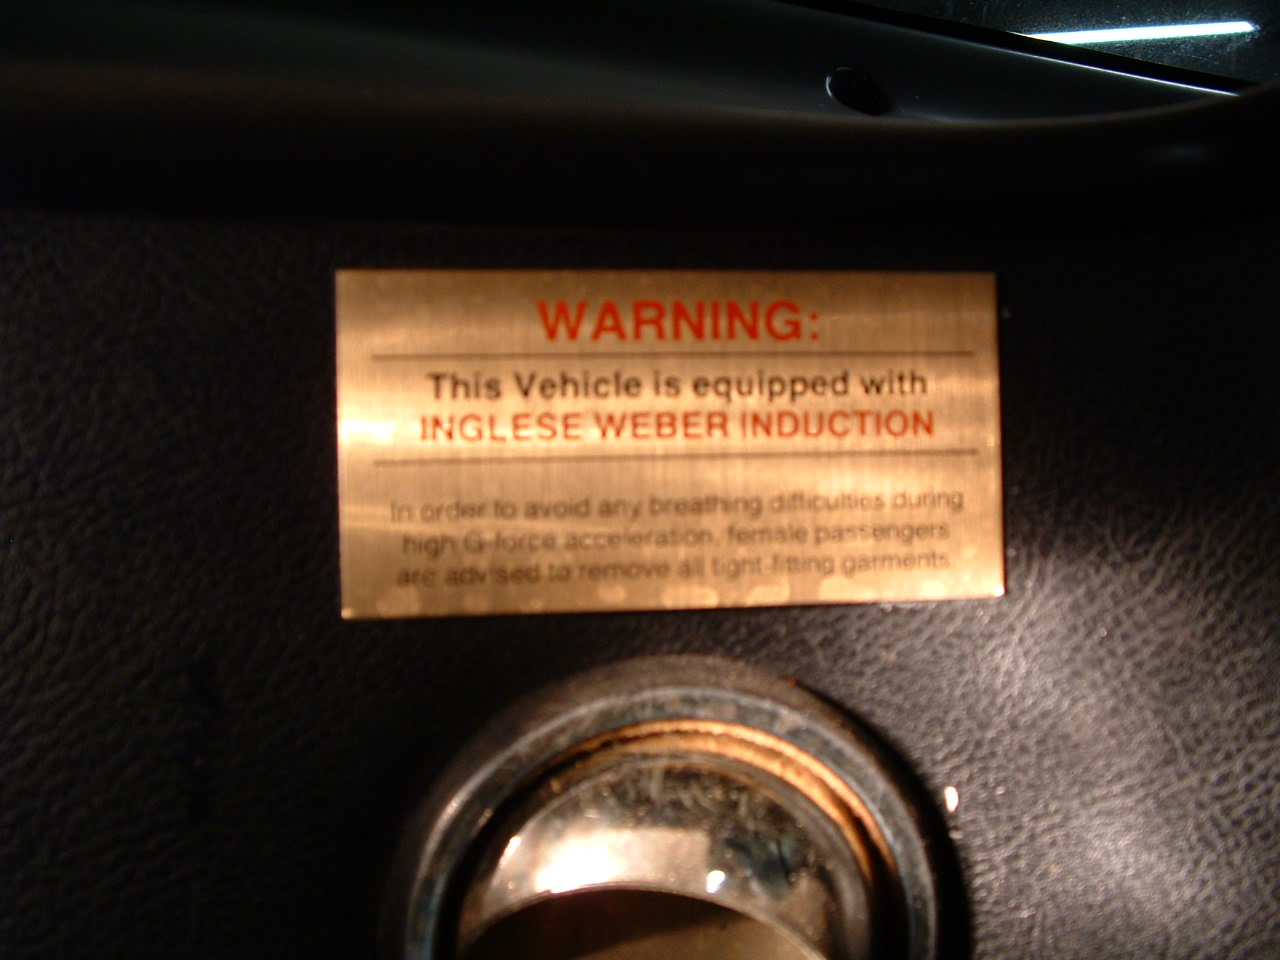 WARNING:
This Vehicle is equipped with
INGLESE WEBER INDUCTION
In order to avoid any breathing difficulties during
high G-force acceleration, female passengers
are advised to remove all tight-fitting garments.